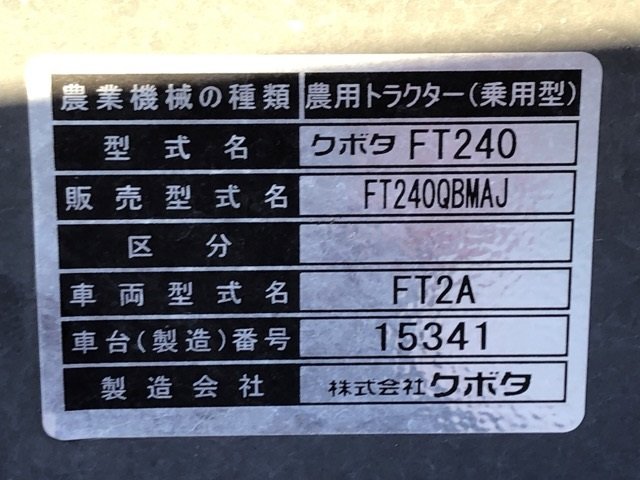 農業機械の種類 農用トラクター(乗用型)
型式名 クボタ FT240
販売型式名 FT240QBMAJ
区分
車両型式名 FT2A
車台(製造)番号 15341
製造会社 株式会社クボタ